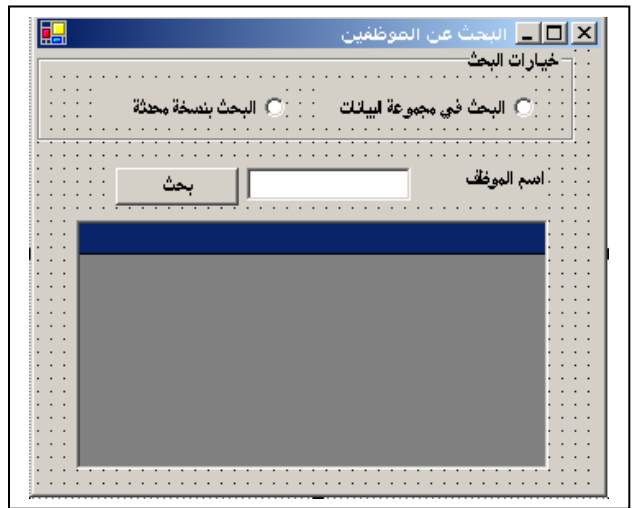 البحث عن الموظفين
خيارات البحث
البحث في مجموعة البيانات
البحث بنسخة محدثة
اسم الموظف
بحث